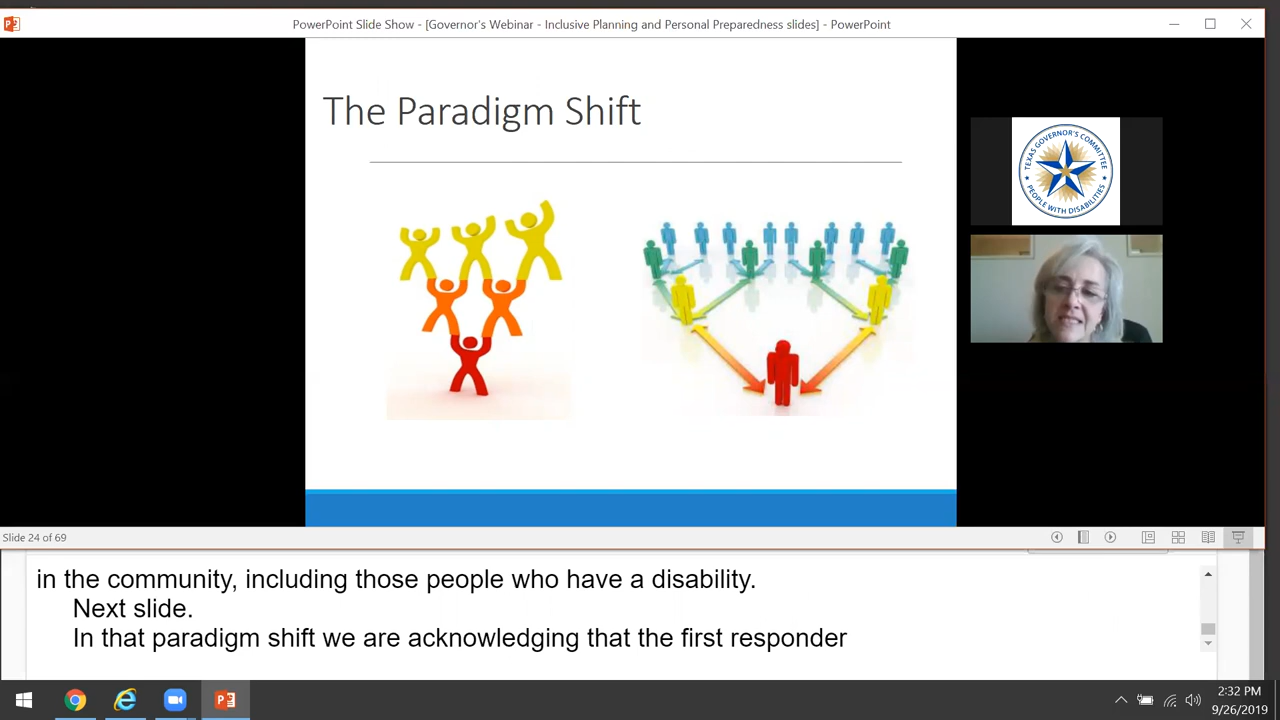 PowerPoint Slide Show - [Governor's Webinar - Inclusive Planning and Personal Preparedness slides] - PowerPoint
The Paradigm Shift
TEXAS GOVERNOR'S COMMITTEE
PEOPLE WITH DISABILITIES
Slide 24 of 69
in the community, including those people who have a disability.
Next slide.
In that paradigm shift we are acknowledging that the first responder
2:32 PM
9/26/2019